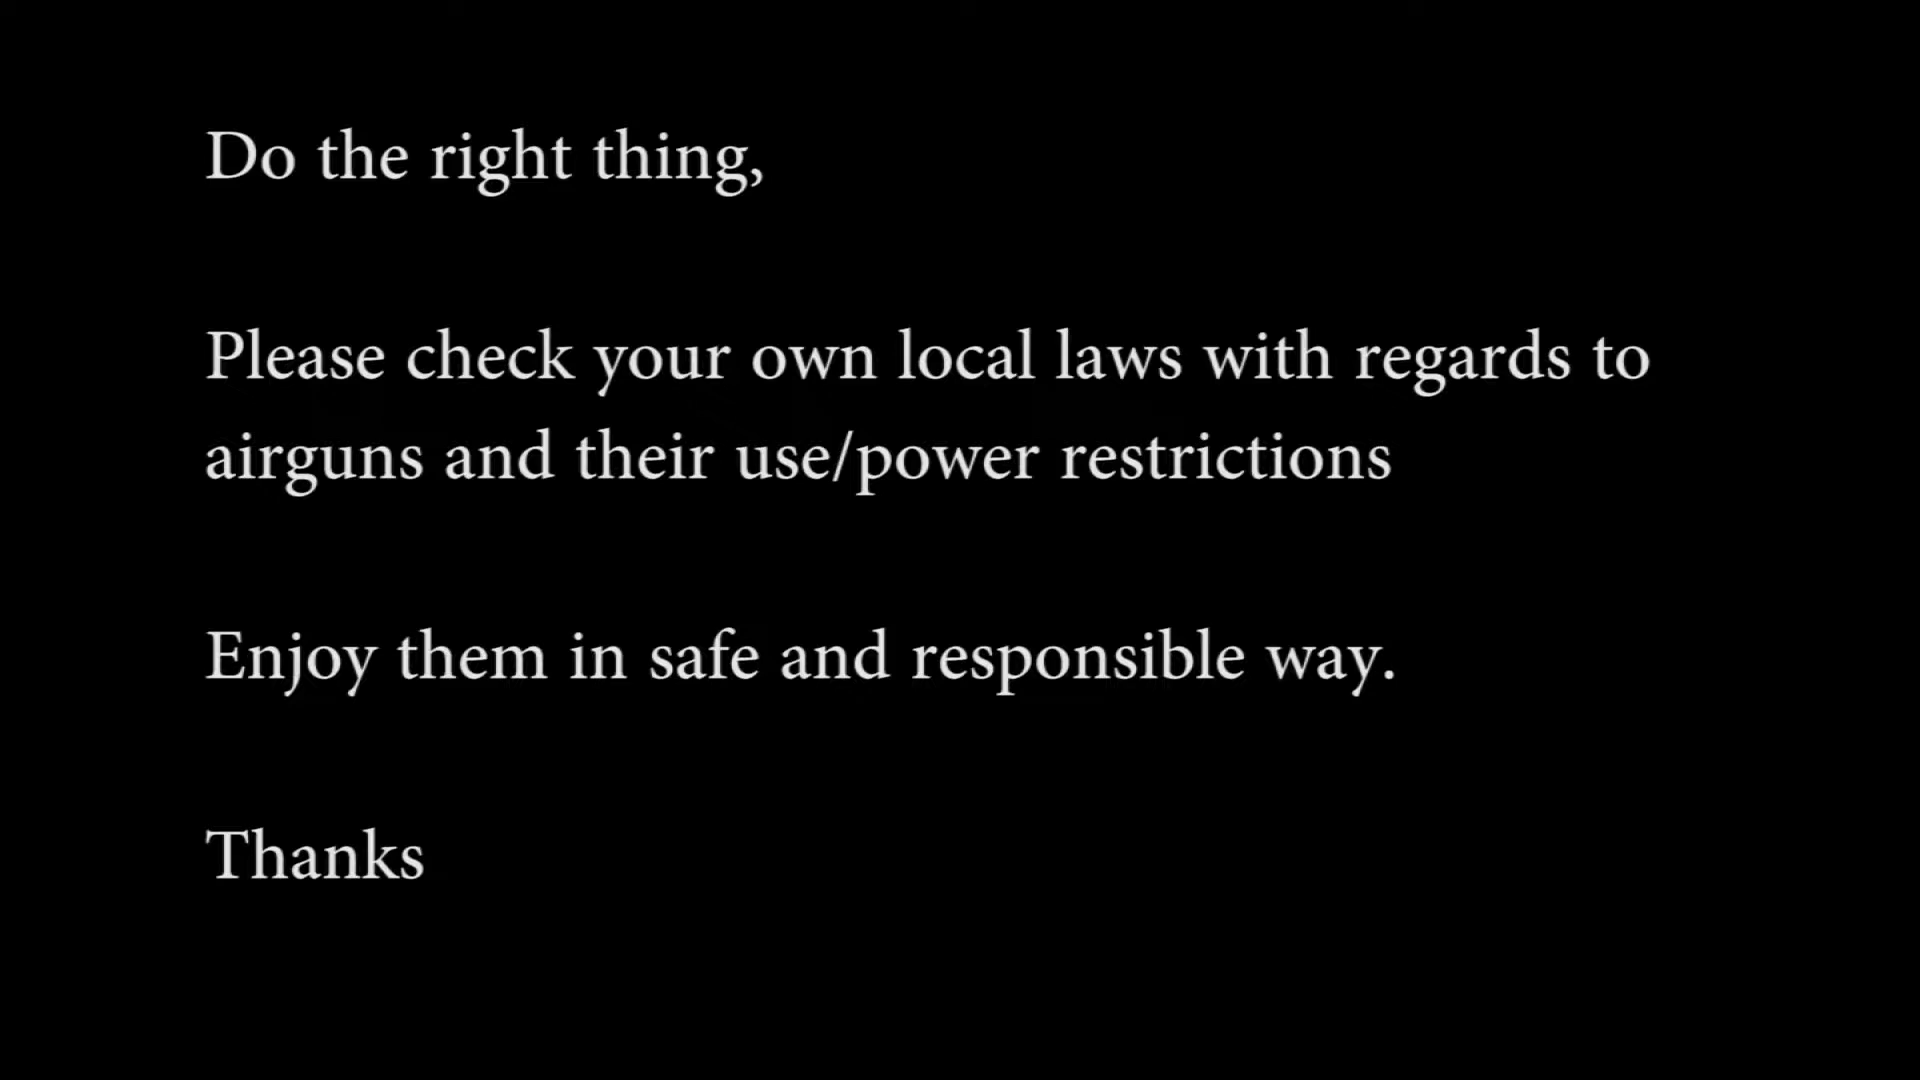 Do the right thing,
Please check your own local laws with regards to
airguns and their use/power restrictions
Enjoy them in safe and responsible way.
Thanks